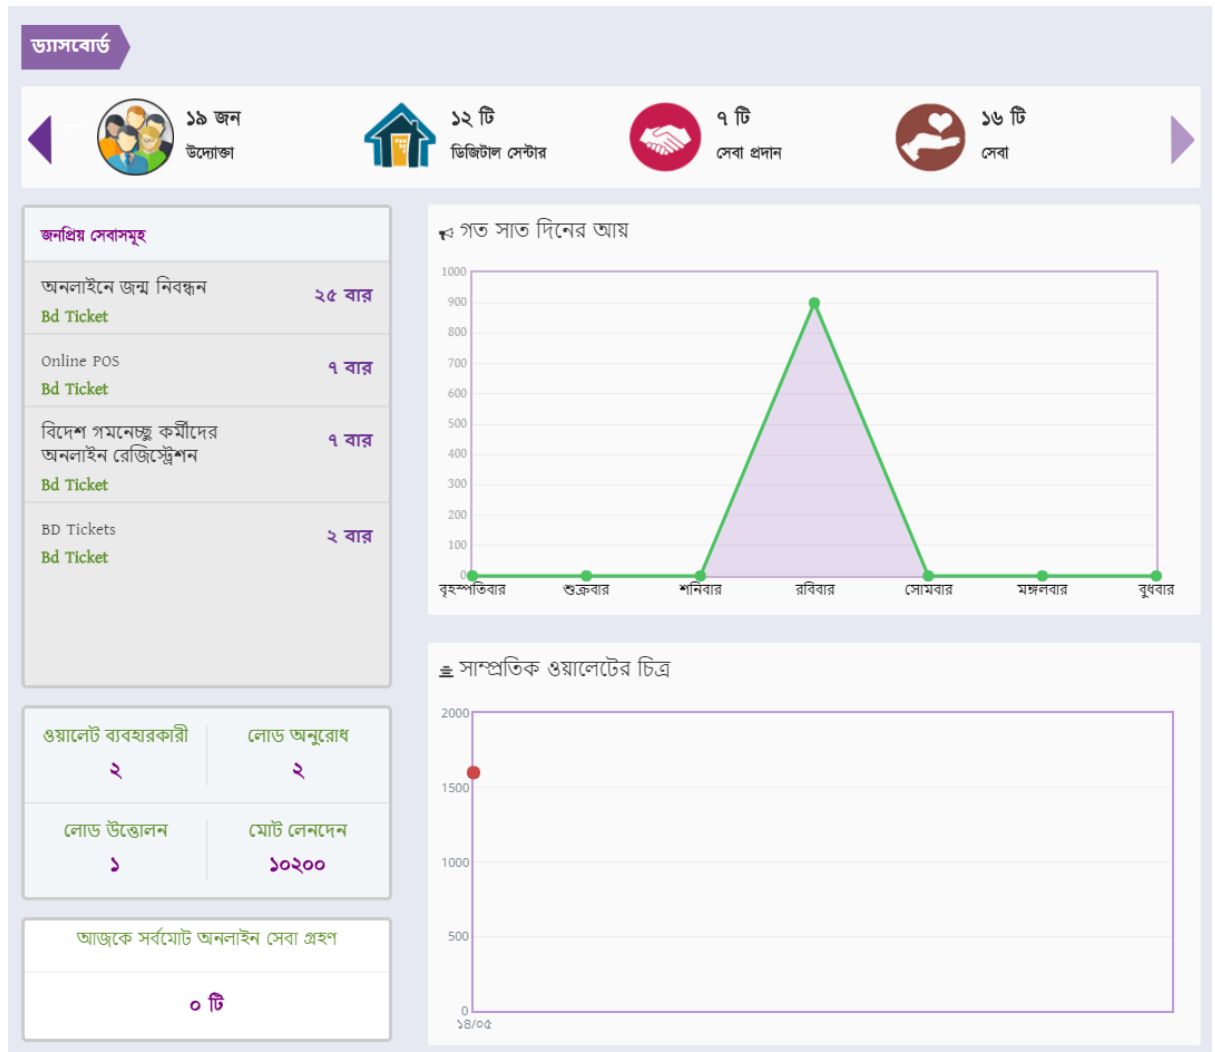 ড্যাসবোর্ড
১৯ জন
উদ্যোক্তা
১২ টি
ডিজিটাল সেন্টার
৭ টি
সেবা প্রদান
১৬ টি
সেবা
জনপ্রিয় সেবাসমূহ
অনলাইনে জন্ম নিবন্ধন
২৫ বার
Bd Ticket
Online POS
৭ বার
Bd Ticket
বিদেশ গমনেচ্ছু কর্মীদের
অনলাইন রেজিস্ট্রেশন
৭ বার
Bd Ticket
BD Tickets
২ বার
Bd Ticket
ওয়ালেট ব্যবহারকারী
২
লোড অনুরোধ
২
লোড উত্তোলন
১
মোট লেনদেন
১০২০০
আজকে সর্বমোট অনলাইন সেবা গ্রহণ
০ টি
গত সাত দিনের আয়
1000
900
800
700
600
500
400
300
200
100
0
বৃহস্পতিবার শুক্রবার শনিবার রবিবার সোমবার মঙ্গলবার বুধবার
সাম্প্রতিক ওয়ালেটের চিত্র
2000
1500
1000
500
0
১৪/০৫